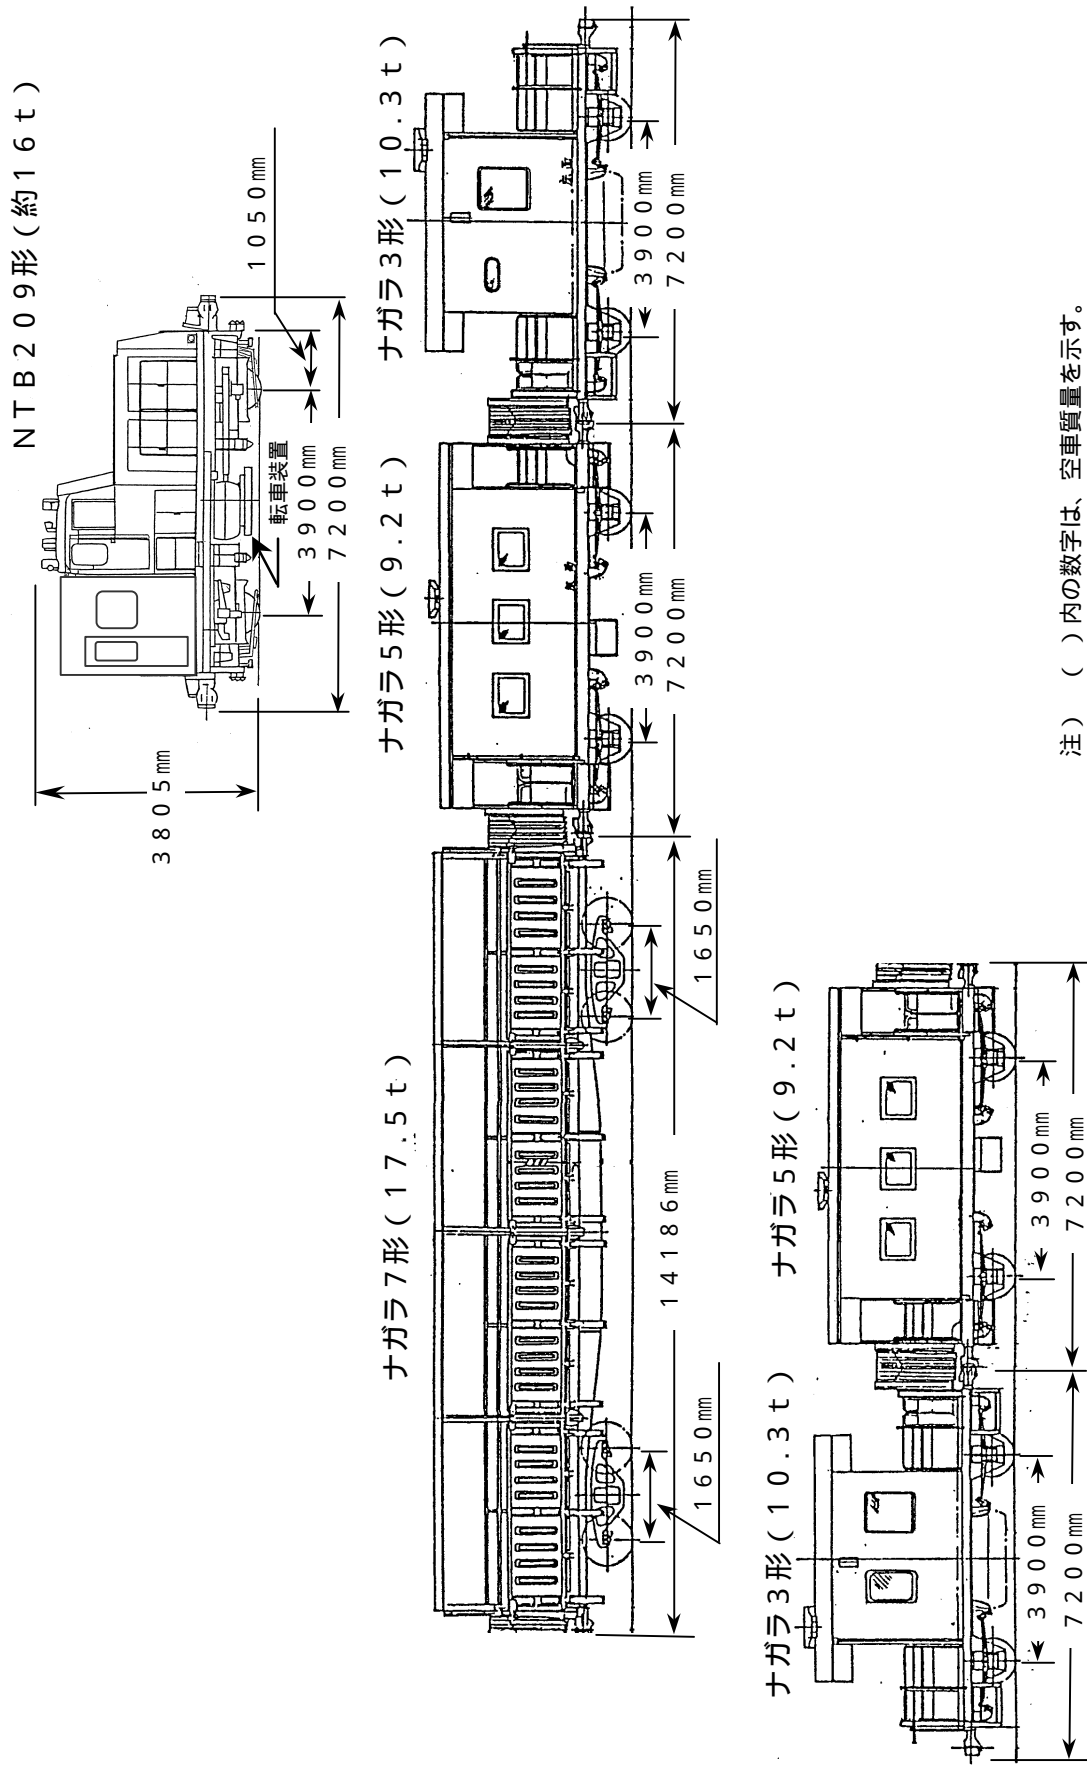 NTB209形(約16t)
3805mm
1050mm
転車装置
3900mm
7200mm
ナガラ7形(17.5t)
ナガラ5形(9.2t)
ナガラ3形(10.3t)
1650mm
14186mm
1650mm
3900mm
7200mm
3900mm
7200mm
ナガラ3形(10.3t)
ナガラ5形(9.2t)
3900mm
7200mm
3900mm
7200mm
注) ( )内の数字は、空車質量を示す。